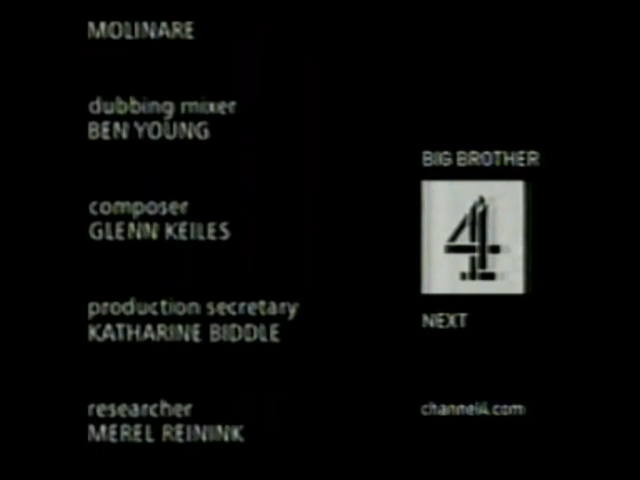 MOLINARE
dubbing mixer
BEN YOUNG
composer
GLENN KEILES
production secretary
KATHARINE BIDDLE
researcher
MEREL REININK
BIG BROTHER
4
NEXT
channel4.com